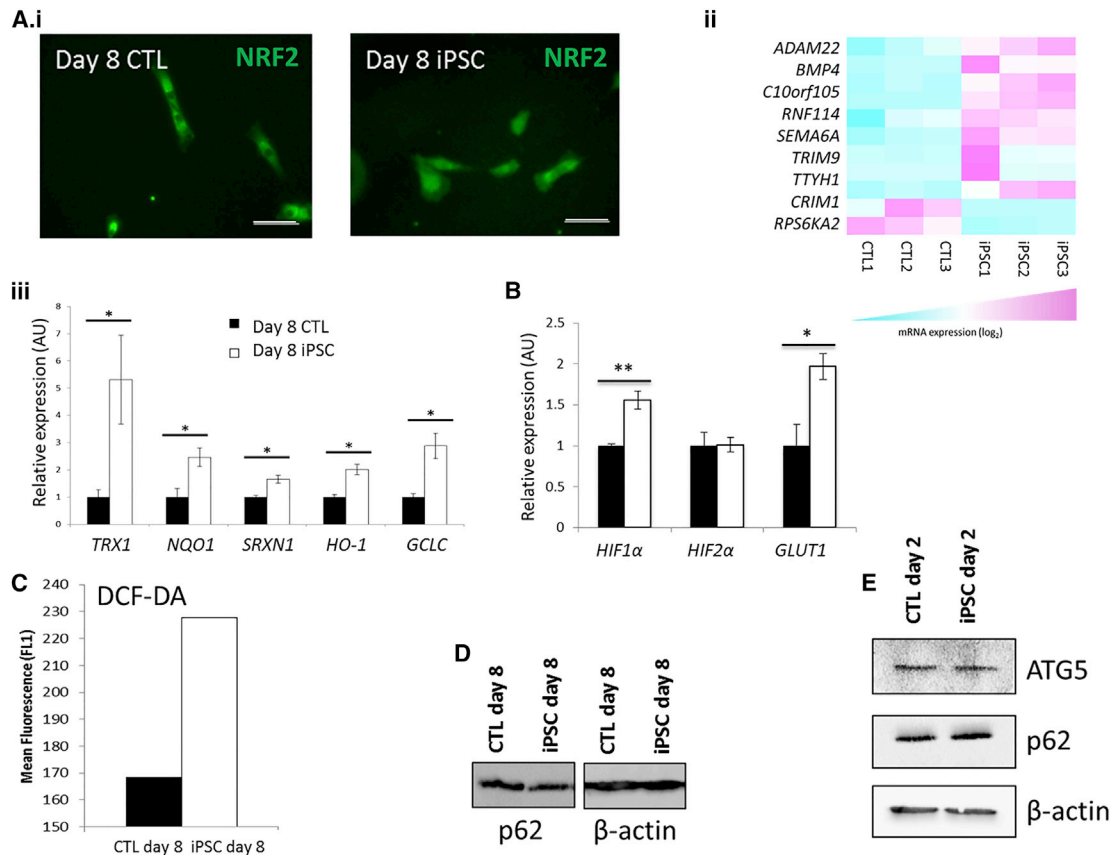 A.i
Day 8 CTL NRF2
Day 8 iPSC NRF2
ii
ADAM22
BMP4
C10orf105
RNF114
SEMA6A
TRIM9
TTYH1
CRIM1
RPS6KA2
CTL1 CTL2 CTL3 iPSC1 iPSC2 iPSC3
mRNA expression (log2)
iii
Relative expression (AU)
8
7
6
5
4
3
2
1
0
* * * * *
Day 8 CTL
Day 8 iPSC
TRX1 NQO1 SRXN1 HO-1 GCLC
B
Relative expression (AU)
2.5
2
1.5
1
0.5
0
** *
HIF1α HIF2α GLUT1
C
DCF-DA
Mean Fluorescence (FL1)
240
230
220
210
200
190
180
170
160
150
CTL day 8 iPSC day 8
D
CTL day 8 iPSC day 8 CTL day 8 iPSC day 8
p62 β-actin
E
CTL day 2 iPSC day 2
ATG5
p62
β-actin